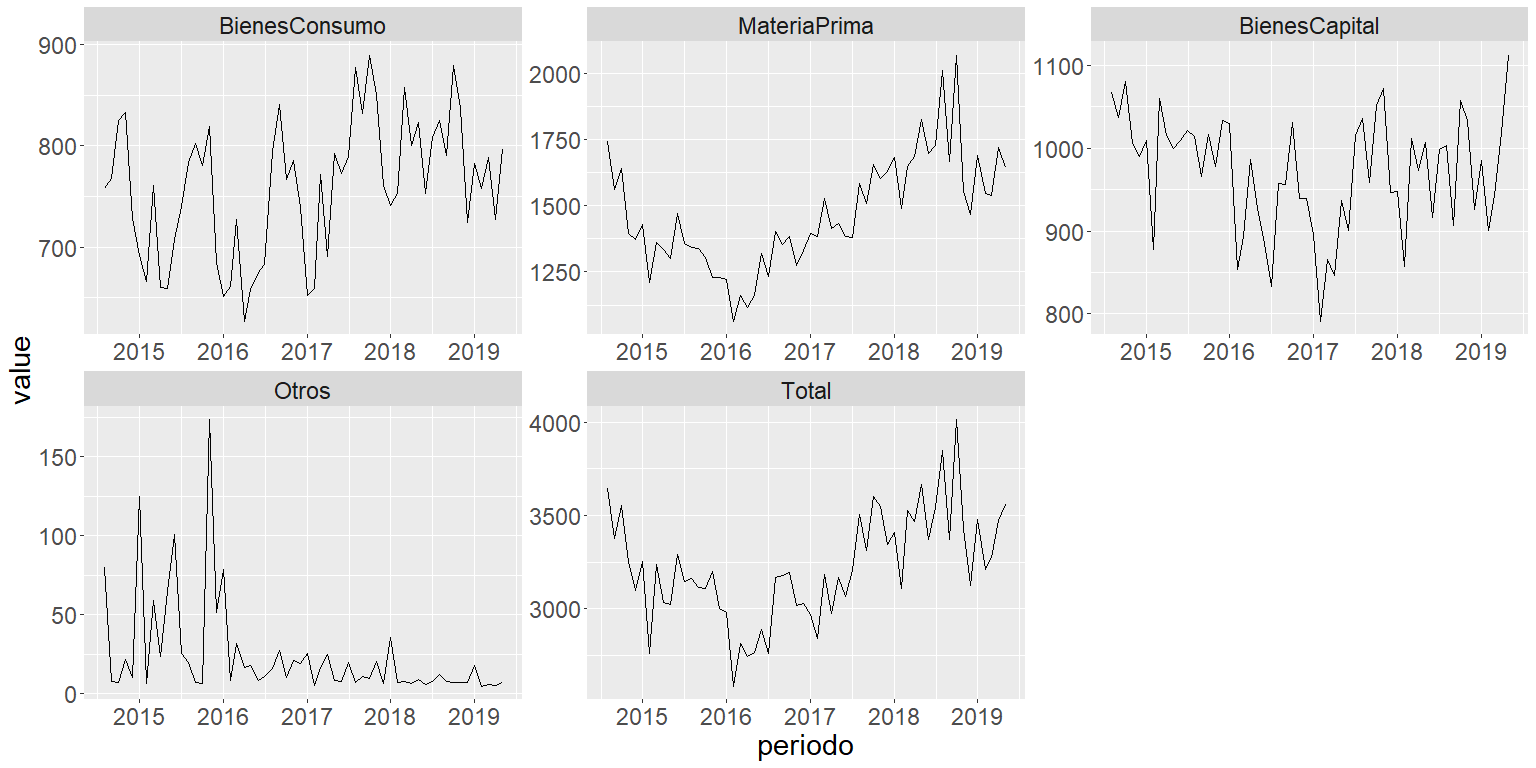 BienesConsumo
MateriaPrima
BienesCapital
900
800
700
2000
1750
1500
1250
1100
1000
900
800
2015 2016 2017 2018 2019
2015 2016 2017 2018 2019
2015 2016 2017 2018 2019
value
Otros
Total
150
100
50
0
4000
3500
3000
2015 2016 2017 2018 2019
2015 2016 2017 2018 2019
periodo